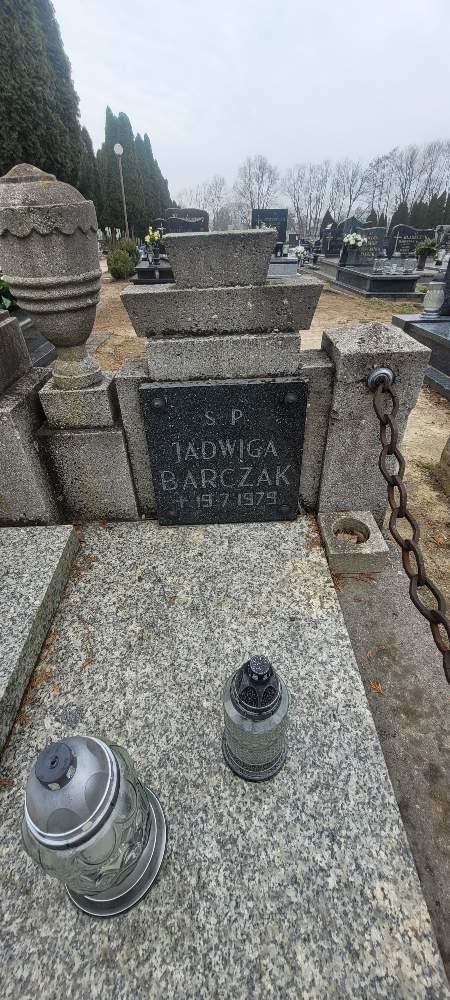 S P
JADWIGA
BARCZAK
+ 19·7·1979